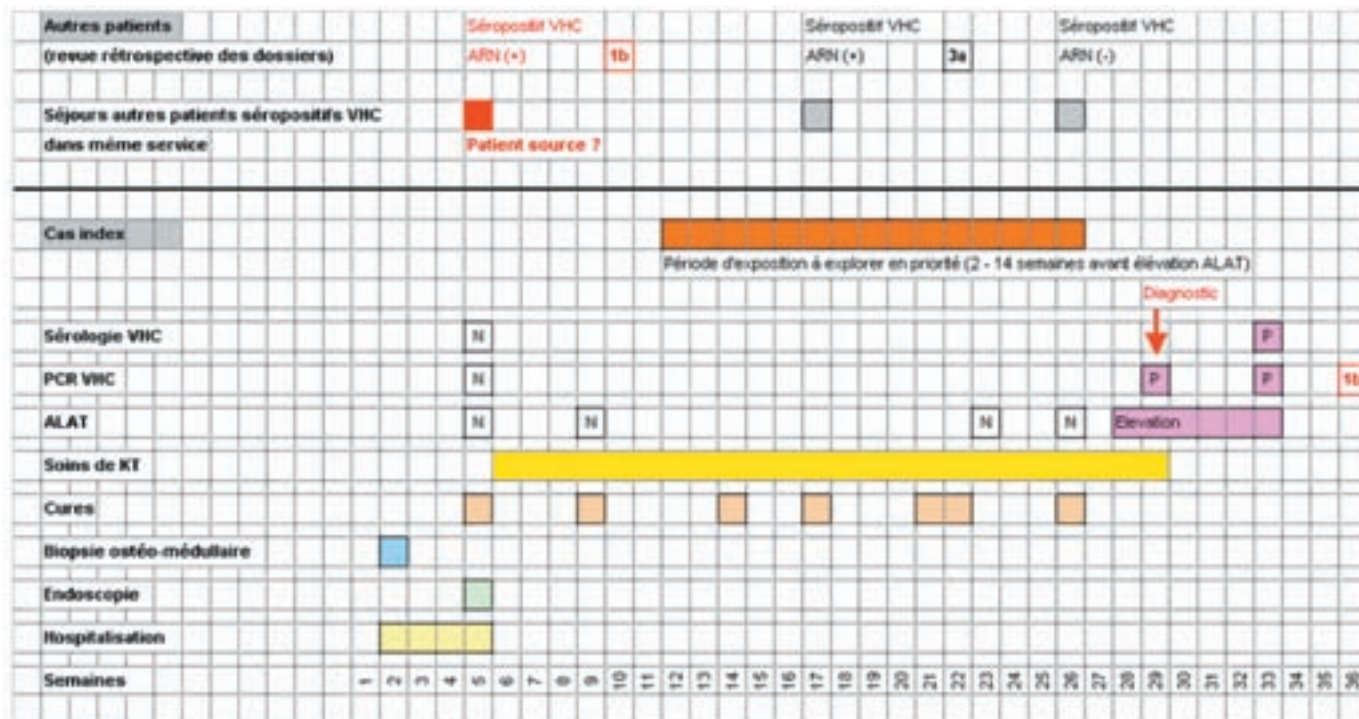 Autres patients Séropositif VHC Séropositif VHC Séropositif VHC
(revue rétrospective des dossiers) ARN (+) 1b ARN (+) 3a ARN (-)
Séjours autres patients séropositifs VHC
dans même service Patient source ?
Cas index
Période d'exposition à explorer en priorité (2 - 14 semaines avant élévation ALAT)
Diagnostic
Sérologie VHC N P
PCR VHC N P P 1b
ALAT N N N N Elevation
Soins de KT
Cures
Biopsie ostéo-médullaire
Endoscopie
Hospitalisation
Semaines 1 2 3 4 5 6 7 8 9 10 11 12 13 14 15 16 17 18 19 20 21 22 23 24 25 26 27 28 29 30 31 32 33 34 35 36